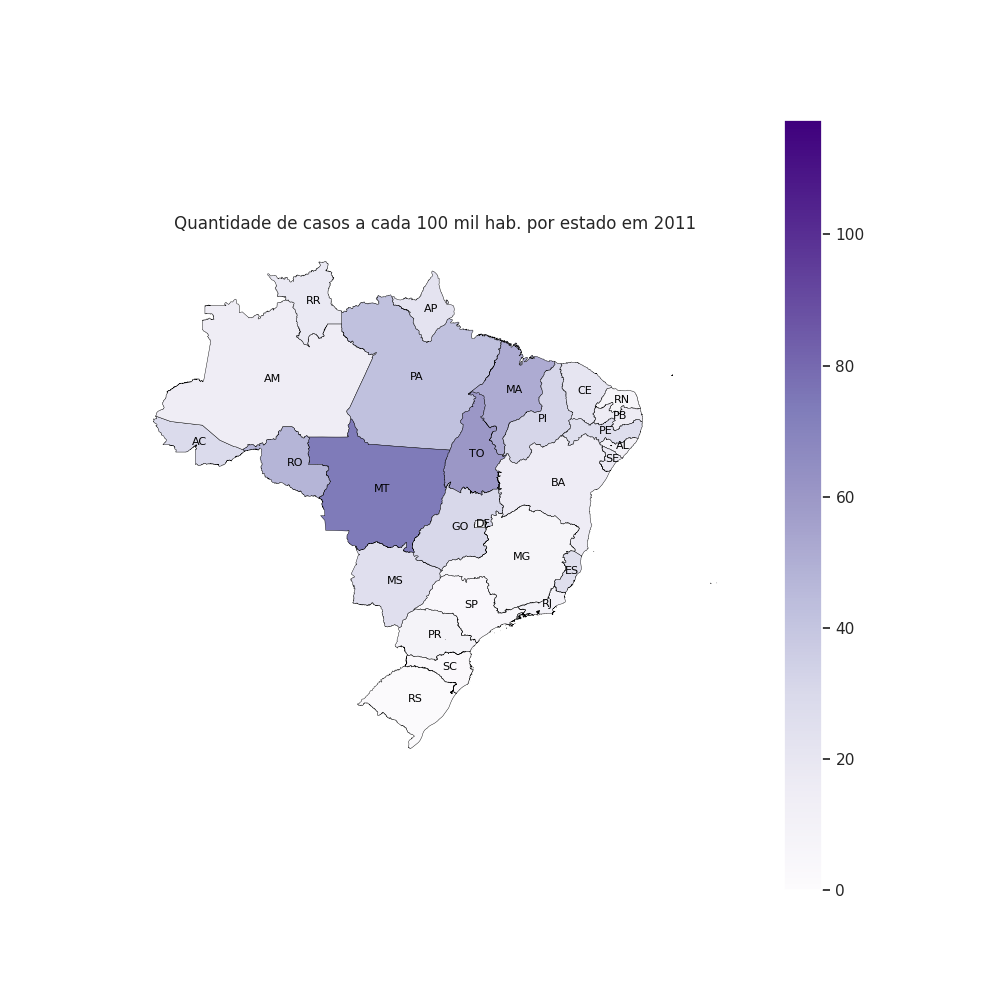 Quantidade de casos a cada 100 mil hab. por estado em 2011
RR
AP
AM
PA
MA
CE
RN
PI
PB
PE
AC
AL
RO
TO
SE
MT
BA
GO
DF
MG
MS
ES
SP
RJ
PR
SC
RS
100
80
60
40
20
0